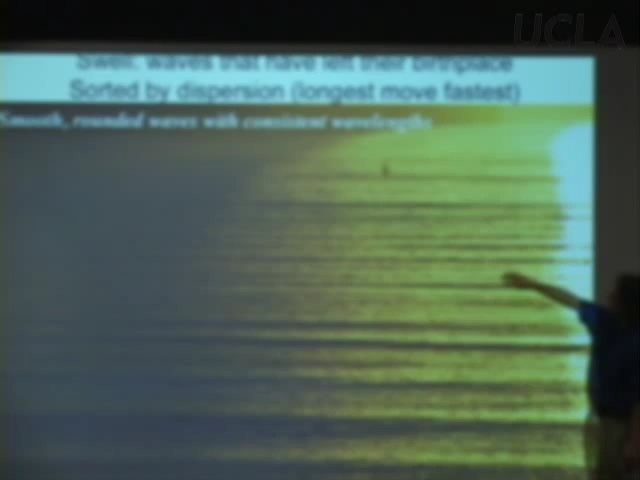 UCLA
Swell: waves that have left their birthplace
Sorted by dispersion (longest move fastest)
Smooth, rounded waves with consistent wavelengths